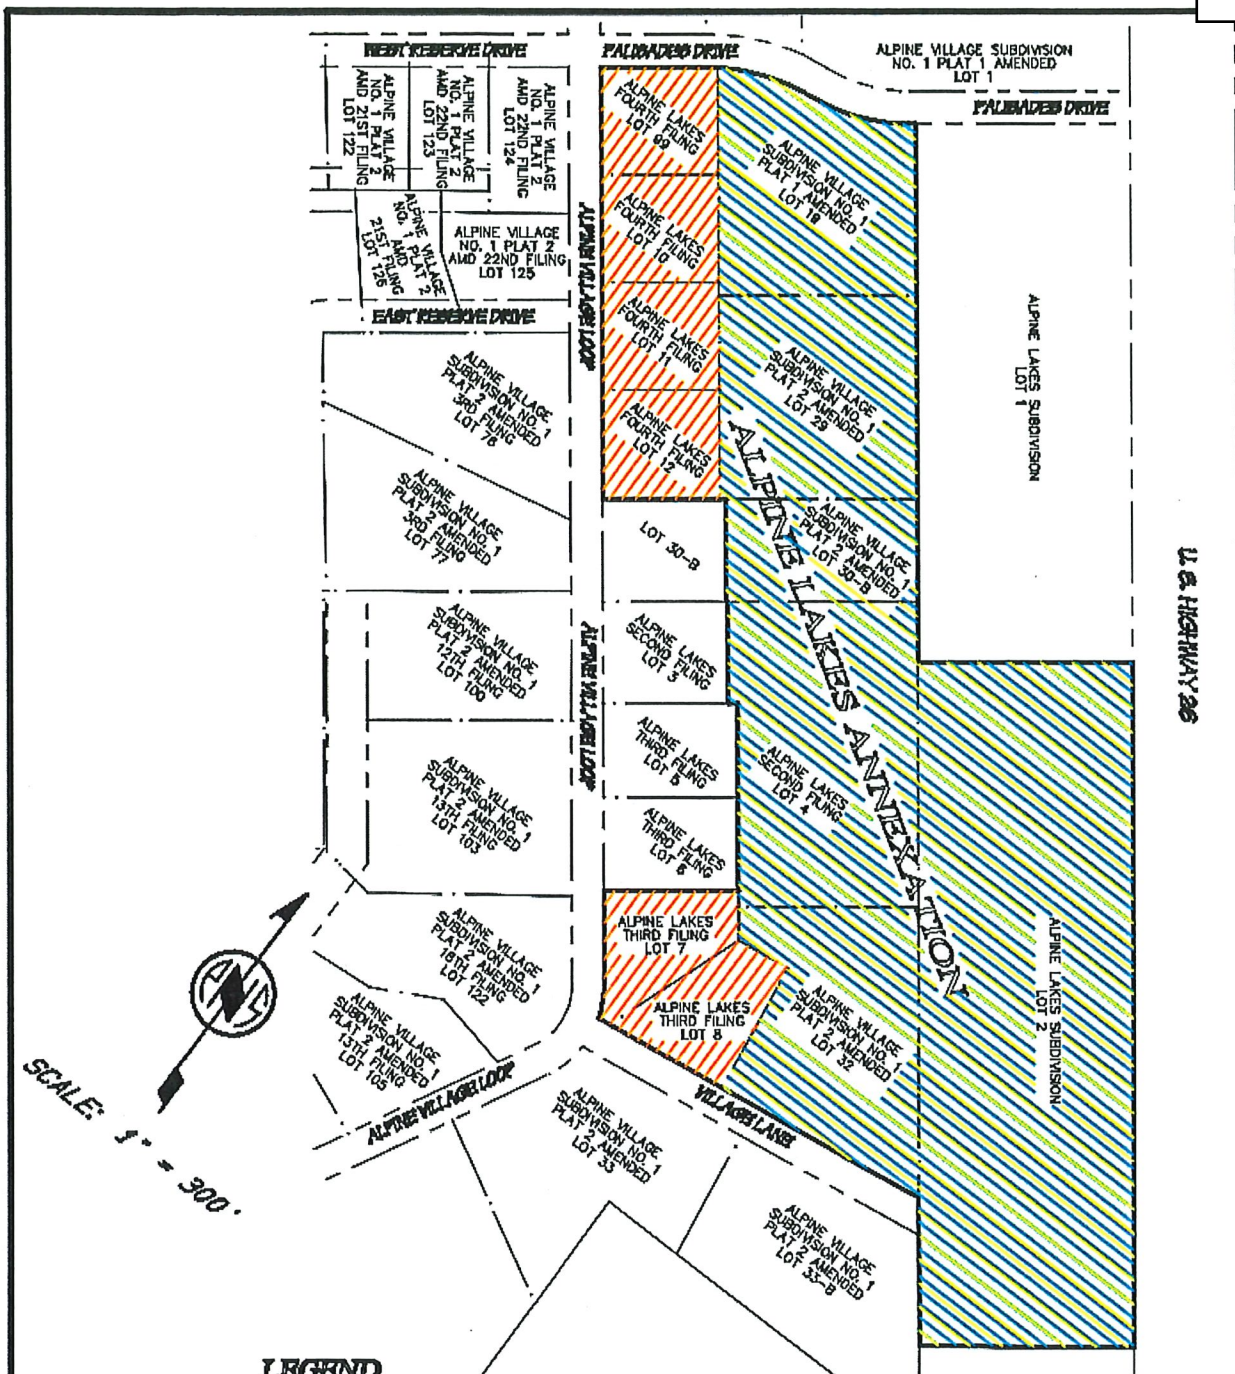 WEST RESERVE DRIVE
PALISADES DRIVE
ALPINE VILLAGE SUBDIVISION
NO. 1 PLAT 1 AMENDED
LOT 1
PALISADES DRIVE
ALPINE VILLAGE
NO. 1 PLAT 2
AMD 21ST FILING
LOT 122
ALPINE VILLAGE
NO. 1 PLAT 2
AMD 22ND FILING
LOT 123
ALPINE VILLAGE
NO. 1 PLAT 2
AMD 22ND FILING
LOT 124
ALPINE VILLAGE
NO. 1 PLAT 2
AMD
21ST FILING
LOT 126
ALPINE VILLAGE
NO. 1 PLAT 2
AMD 22ND FILING
LOT 125
EAST RESERVE DRIVE
ALPINE VILLAGE LOOP
ALPINE LAKES
FOURTH FILING
LOT 99
ALPINE LAKES
FOURTH FILING
LOT 10
ALPINE LAKES
FOURTH FILING
LOT 11
ALPINE LAKES
FOURTH FILING
LOT 12
ALPINE VILLAGE
SUBDIVISION NO. 1
PLAT 1 AMENDED
LOT 19
ALPINE VILLAGE
SUBDIVISION NO. 1
PLAT 2 AMENDED
LOT 29
ALPINE LAKES SUBDIVISION
LOT 1
U.S. HIGHWAY 26
ALPINE VILLAGE
SUBDIVISION NO. 1
PLAT 2 AMENDED
3RD FILING
LOT 76
ALPINE VILLAGE
SUBDIVISION NO. 1
PLAT 2 AMENDED
3RD FILING
LOT 77
LOT 30-B
ALPINE VILLAGE
SUBDIVISION NO. 1
PLAT 2 AMENDED
LOT 30-B
ALPINE LAKES ANNEXATION
ALPINE VILLAGE
SUBDIVISION NO. 1
PLAT 2 AMENDED
12TH FILING
LOT 100
ALPINE VILLAGE LOOP
ALPINE LAKES
SECOND FILING
LOT 3
ALPINE LAKES
THIRD FILING
LOT 5
ALPINE LAKES
SECOND FILING
LOT 4
ALPINE VILLAGE
SUBDIVISION NO. 1
PLAT 2 AMENDED
13TH FILING
LOT 103
ALPINE LAKES
THIRD FILING
LOT 6
ALPINE LAKES
THIRD FILING
LOT 7
ALPINE LAKES
THIRD FILING
LOT 8
ALPINE VILLAGE
SUBDIVISION NO. 1
PLAT 2 AMENDED
LOT 32
ALPINE LAKES SUBDIVISION
LOT 2
ALPINE VILLAGE
SUBDIVISION NO. 1
PLAT 2 AMENDED
18TH FILING
LOT 122
ALPINE VILLAGE
SUBDIVISION NO. 1
PLAT 2 AMENDED
13TH FILING
LOT 105
SCALE: 1" = 300'
ALPINE VILLAGE LOOP
VILLAGE LANE
ALPINE VILLAGE
SUBDIVISION NO. 1
PLAT 2 AMENDED
LOT 33
ALPINE VILLAGE
SUBDIVISION NO. 1
PLAT 2 AMENDED
LOT 33-B
LEGEND